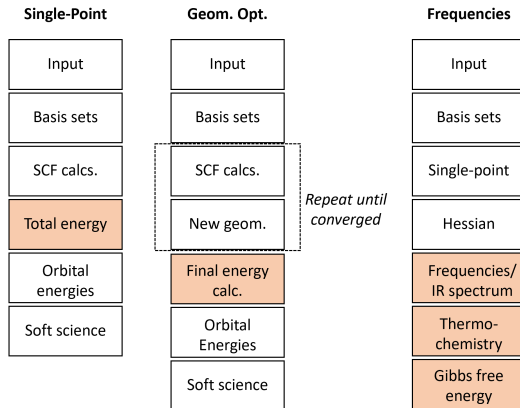 Single-Point
Input
Basis sets
SCF calcs.
Total energy
Orbital
energies
Soft science
Geom. Opt.
Input
Basis sets
SCF calcs.
New geom.
Repeat until
converged
Final energy
calc.
Orbital
Energies
Soft science
Frequencies
Input
Basis sets
Single-point
Hessian
Frequencies/
IR spectrum
Thermo-
chemistry
Gibbs free
energy